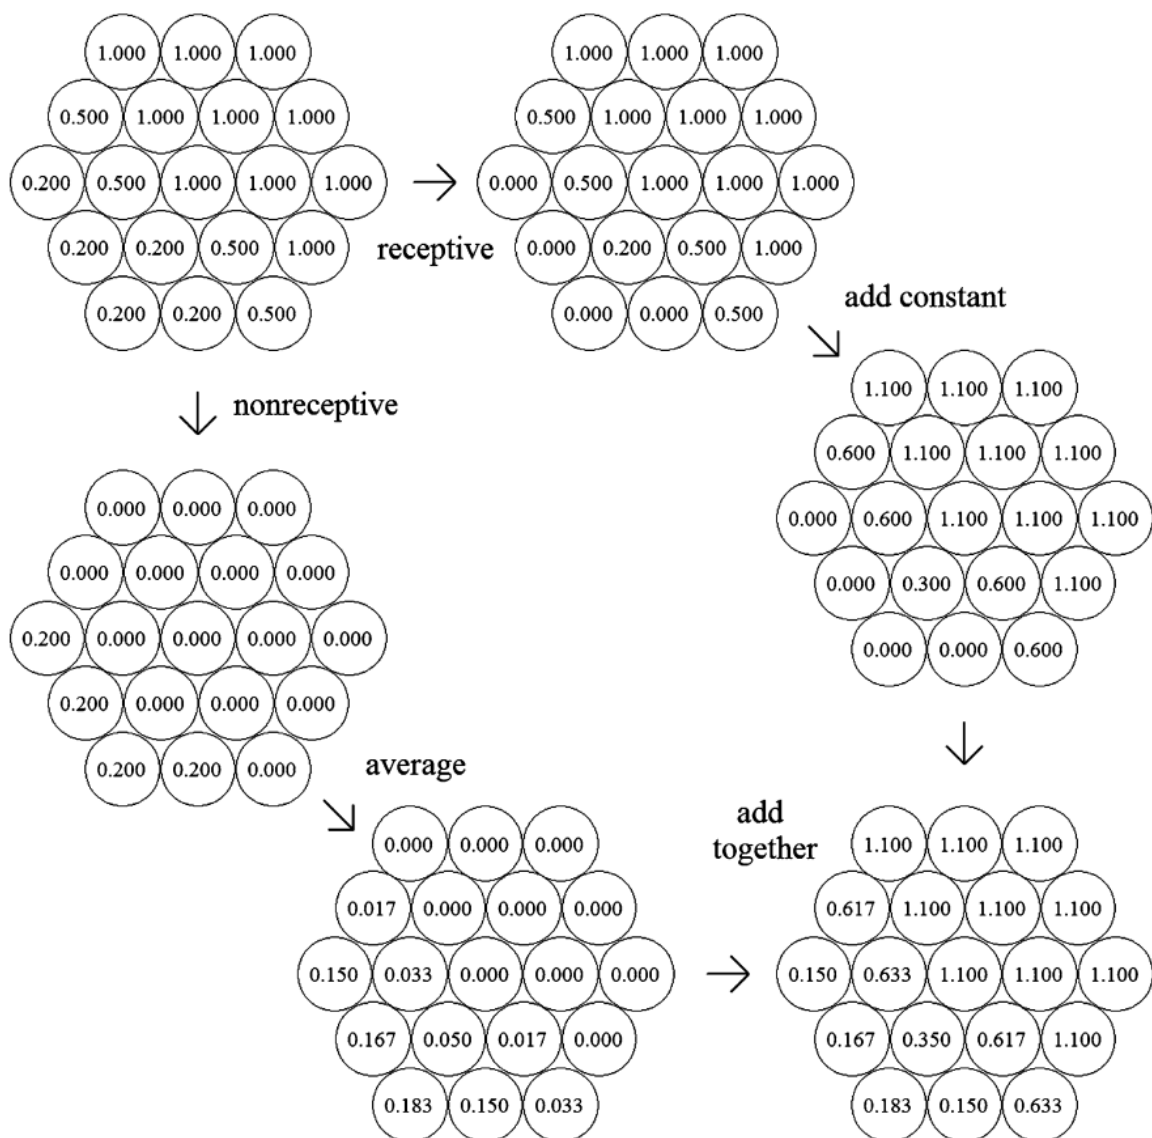 1.000 1.000 1.000
0.500 1.000 1.000 1.000
0.200 0.500 1.000 1.000 1.000
0.200 0.200 0.500 1.000
0.200 0.200 0.500
receptive
1.000 1.000 1.000
0.500 1.000 1.000 1.000
0.000 0.500 1.000 1.000 1.000
0.000 0.200 0.500 1.000
0.000 0.000 0.500
add constant
1.100 1.100 1.100
0.600 1.100 1.100 1.100
0.000 0.600 1.100 1.100 1.100
0.000 0.300 0.600 1.100
0.000 0.000 0.600
nonreceptive
0.000 0.000 0.000
0.000 0.000 0.000 0.000
0.200 0.000 0.000 0.000 0.000
0.200 0.000 0.000 0.000
0.200 0.200 0.000
average
0.000 0.000 0.000
0.017 0.000 0.000 0.000
0.150 0.033 0.000 0.000 0.000
0.167 0.050 0.017 0.000
0.183 0.150 0.033
add
together
1.100 1.100 1.100
0.617 1.100 1.100 1.100
0.150 0.633 1.100 1.100 1.100
0.167 0.350 0.617 1.100
0.183 0.150 0.633